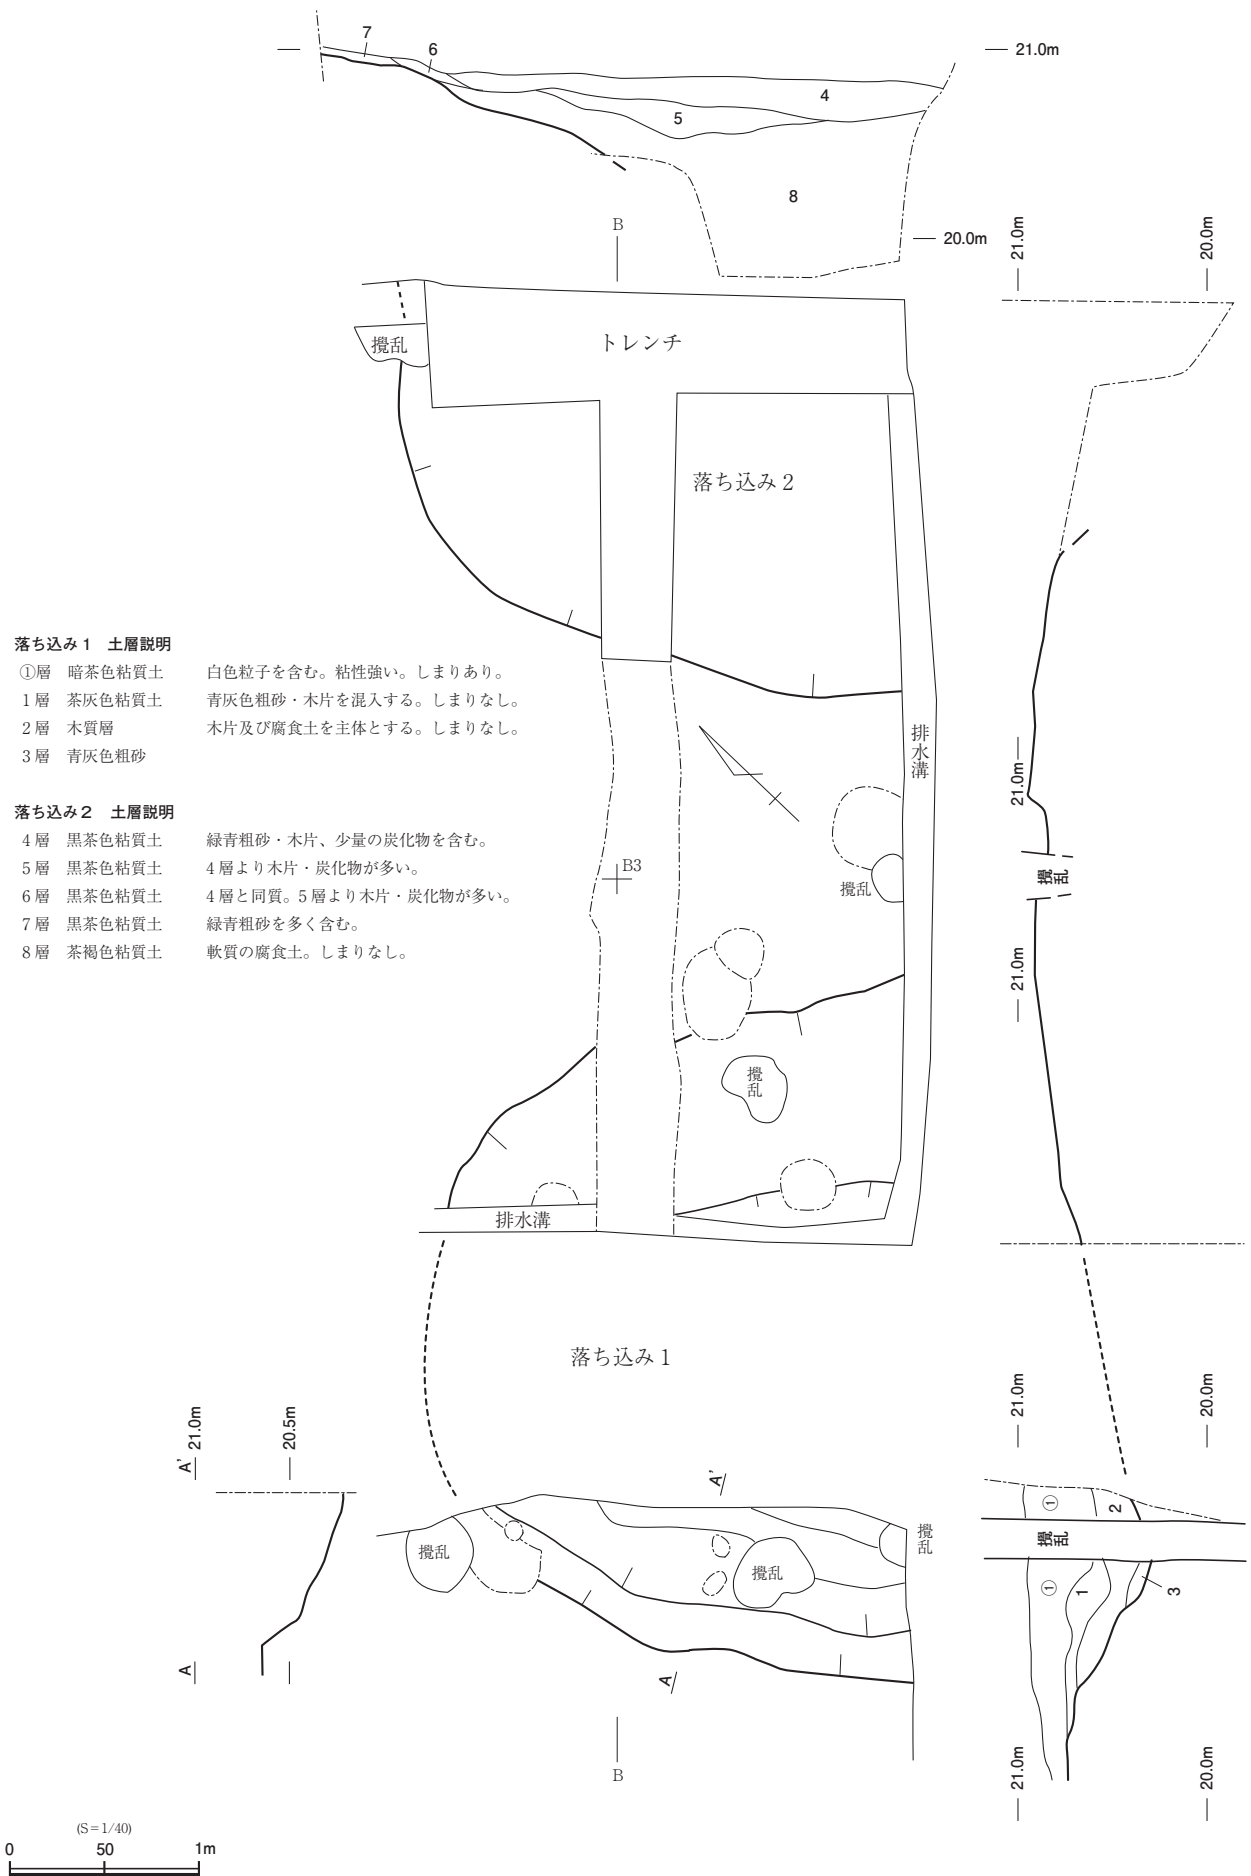 7
6
21.0m
4
5
8
20.0m
B
21.0m
20.0m
トレンチ
攪乱
落ち込み２
落ち込み１　土層説明
①層　暗茶色粘質土　白色粒子を含む。粘性強い。しまりあり。
１層　茶灰色粘質土　青灰色粗砂・木片を混入する。しまりなし。
２層　木質層　木片及び腐食土を主体とする。しまりなし。
３層　青灰色粗砂
落ち込み２　土層説明
４層　黒茶色粘質土　緑青粗砂・木片、少量の炭化物を含む。
５層　黒茶色粘質土　４層より木片・炭化物が多い。
６層　黒茶色粘質土　４層と同質。５層より木片・炭化物が多い。
７層　黒茶色粘質土　緑青粗砂を多く含む。
８層　茶褐色粘質土　軟質の腐食土。しまりなし。
排水溝
21.0m
B3
攪乱
攪乱
21.0m
攪乱
排水溝
落ち込み１
21.0m
20.5m
A'
A'
21.0m
20.0m
攪乱
攪乱
攪乱
①
2
攪乱
①
1
3
A
A
B
21.0m
20.0m
(S=1/40)
0
50
1m